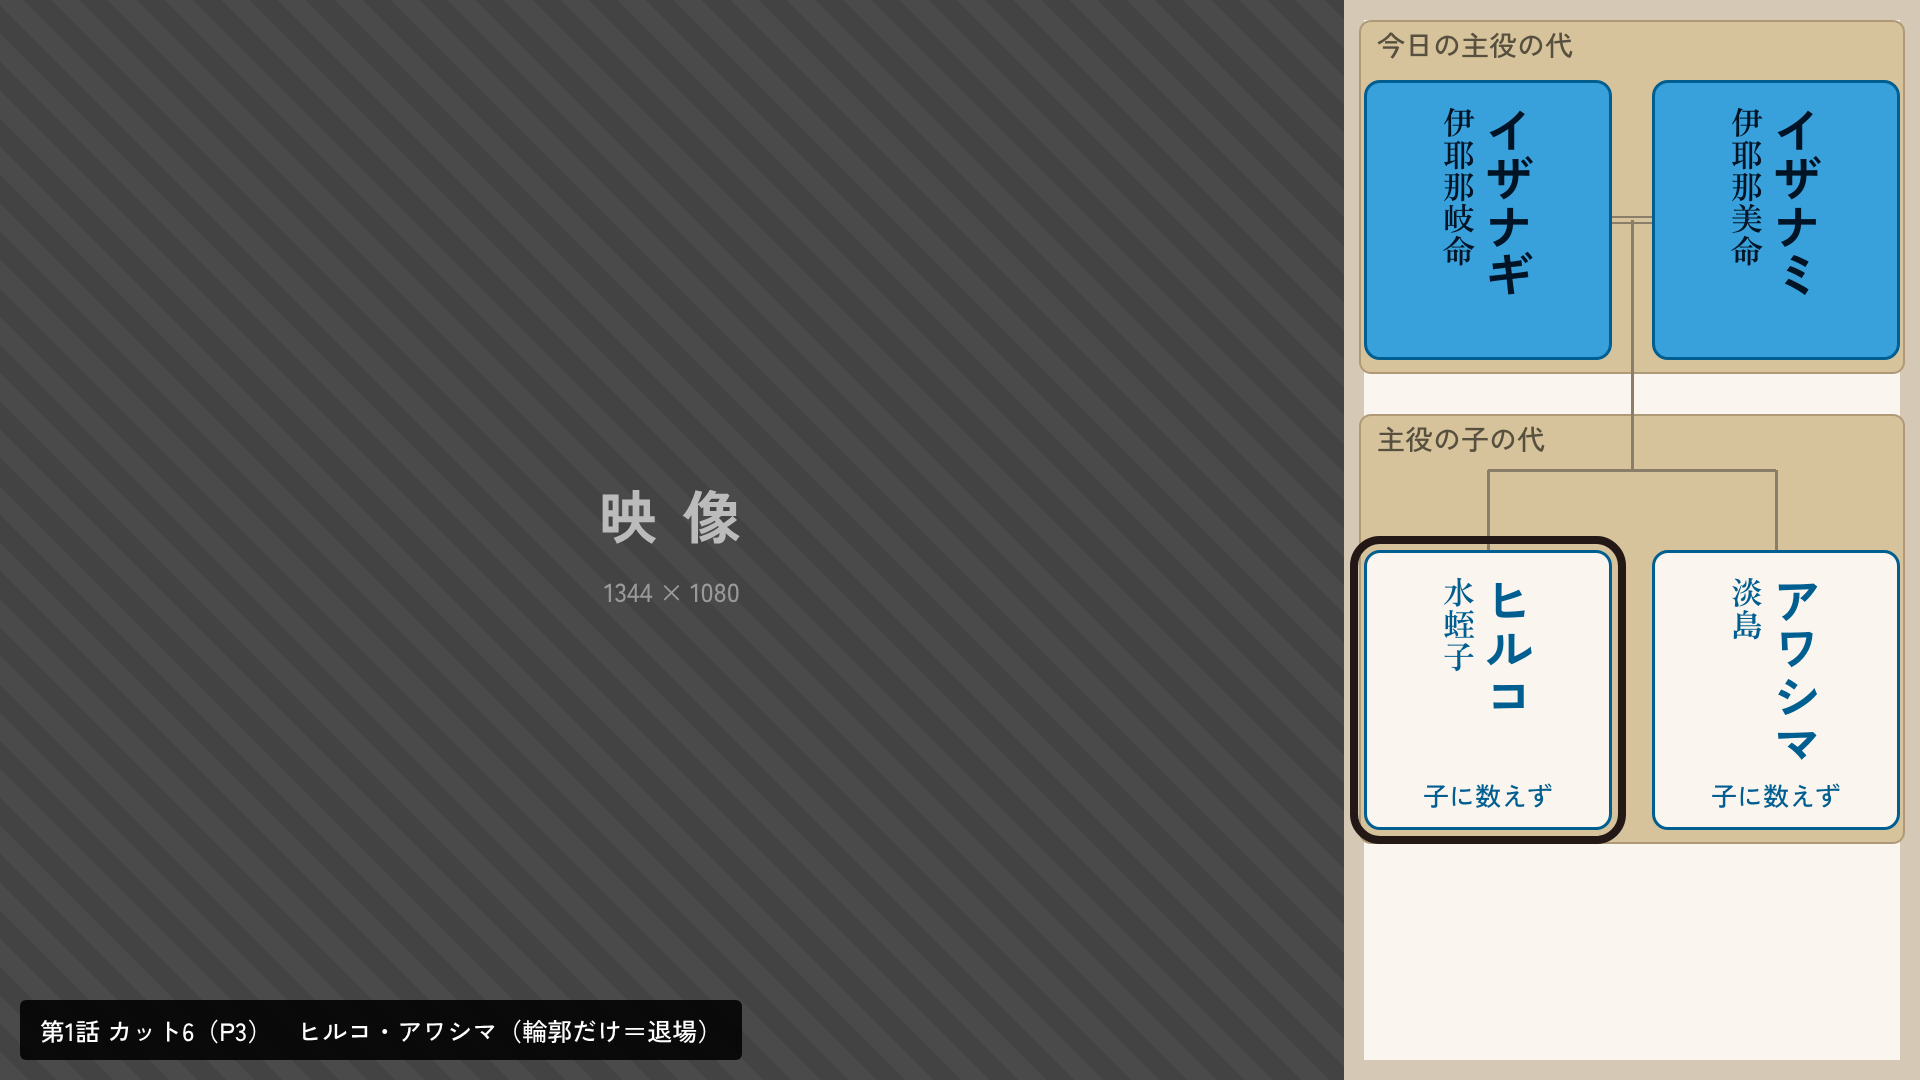 映像
1344 × 1080
第1話 カット6（P3） ヒルコ・アワシマ（輪郭だけ＝退場）
今日の主役の代
イザナギ
伊耶那岐命
イザナミ
伊耶那美命
主役の子の代
ヒルコ
水蛭子
子に数えず
アワシマ
淡島
子に数えず